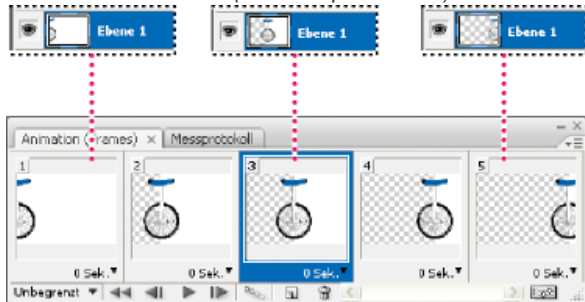 Ebene 1 Ebene 1 Ebene 1
Animation (Frames) × Messprotokoll
1 2 3 4 5
0 Sek. 0 Sek. 0 Sek. 0 Sek. 0 Sek.
Unbegrenzt